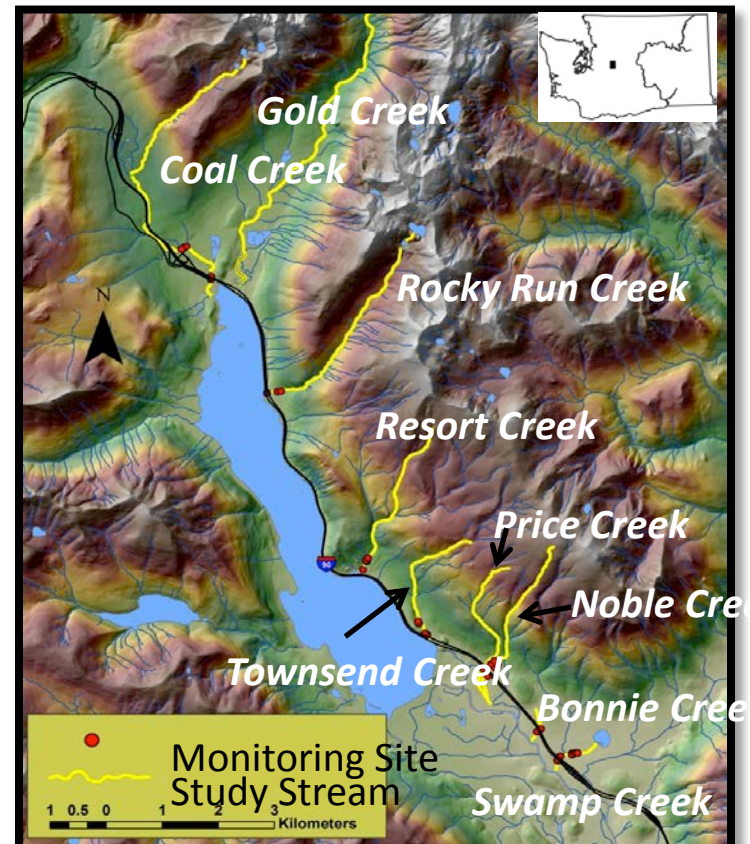 Gold Creek
Coal Creek
Rocky Run Creek
N
Resort Creek
Price Creek
90
Noble Cree
Townsend Creek
Bonnie Cree
Monitoring Site
Study Stream
Swamp Creek
1 0.5 0 1 2 3
Kilometers